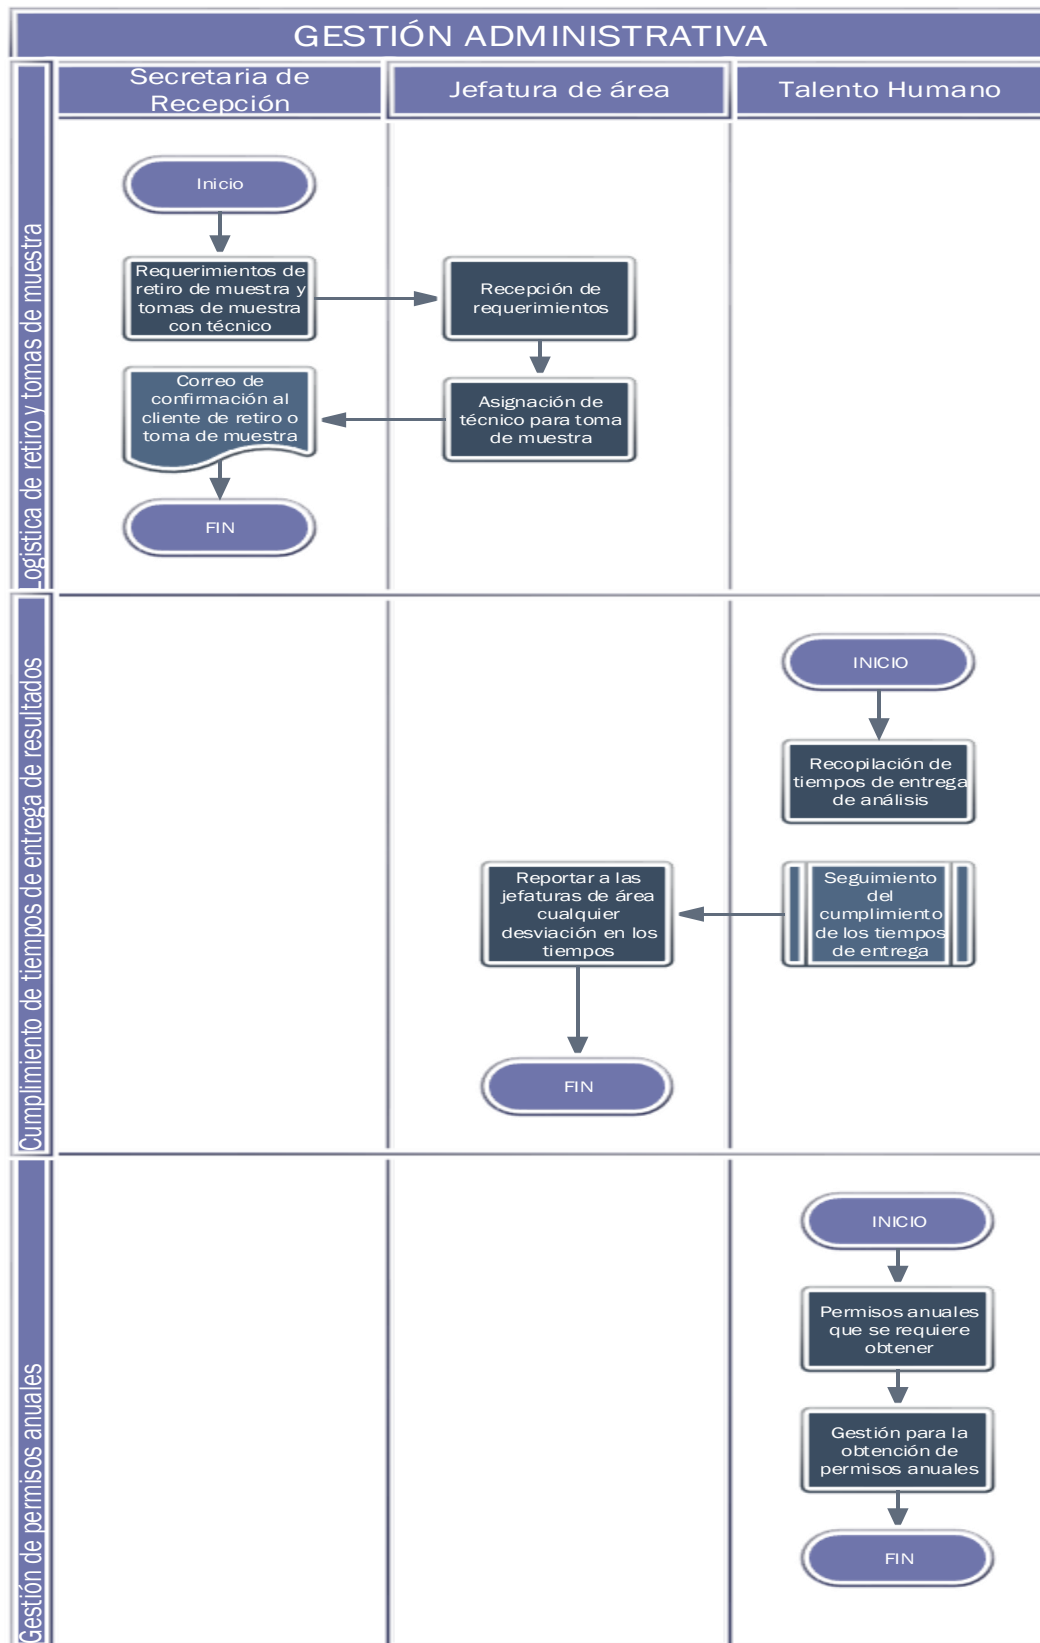 GESTIÓN ADMINISTRATIVA
Secretaria de
Recepción
Jefatura de área
Talento Humano
Logistica de retiro y tomas de muestra
Inicio
Requerimientos de
retiro de muestra y
tomas de muestra
con técnico
Recepción de
requerimientos
Correo de
confirmación al
cliente de retiro o
toma de muestra
Asignación de
técnico para toma
de muestra
FIN
Cumplimiento de tiempos de entrega de resultados
INICIO
Recopilación de
tiempos de entrega
de análisis
Reportar a las
jefaturas de área
cualquier
desviación en los
tiempos
Seguimiento
del
cumplimiento
de los tiempos
de entrega
FIN
Gestión de permisos anuales
INICIO
Permisos anuales
que se requiere
obtener
Gestión para la
obtención de
permisos anuales
FIN